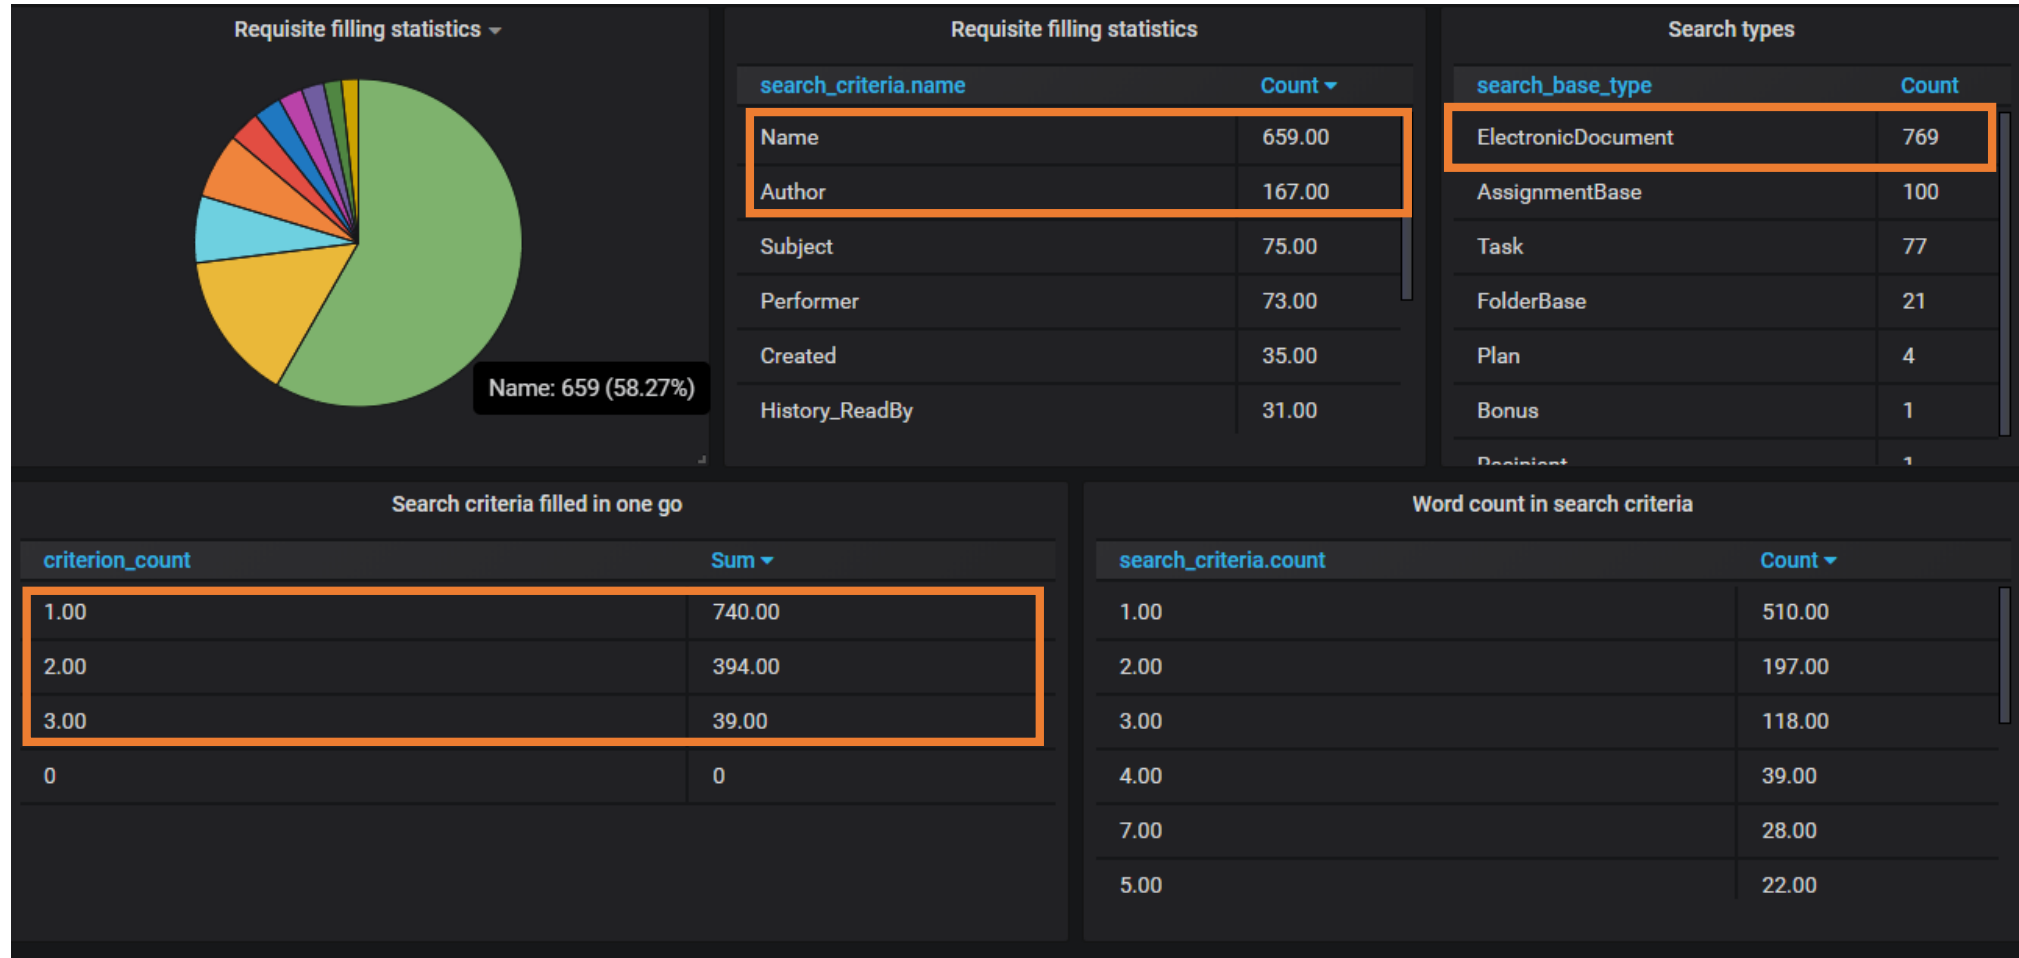 Requisite filling statistics
Name: 659 (58.27%)
Requisite filling statistics
search_criteria.name Count
Name 659.00
Author 167.00
Subject 75.00
Performer 73.00
Created 35.00
History_ReadBy 31.00
Search types
search_base_type Count
ElectronicDocument 769
AssignmentBase 100
Task 77
FolderBase 21
Plan 4
Bonus 1
Recipient 1
Search criteria filled in one go
criterion_count Sum
1.00 740.00
2.00 394.00
3.00 39.00
0 0
Word count in search criteria
search_criteria.count Count
1.00 510.00
2.00 197.00
3.00 118.00
4.00 39.00
7.00 28.00
5.00 22.00